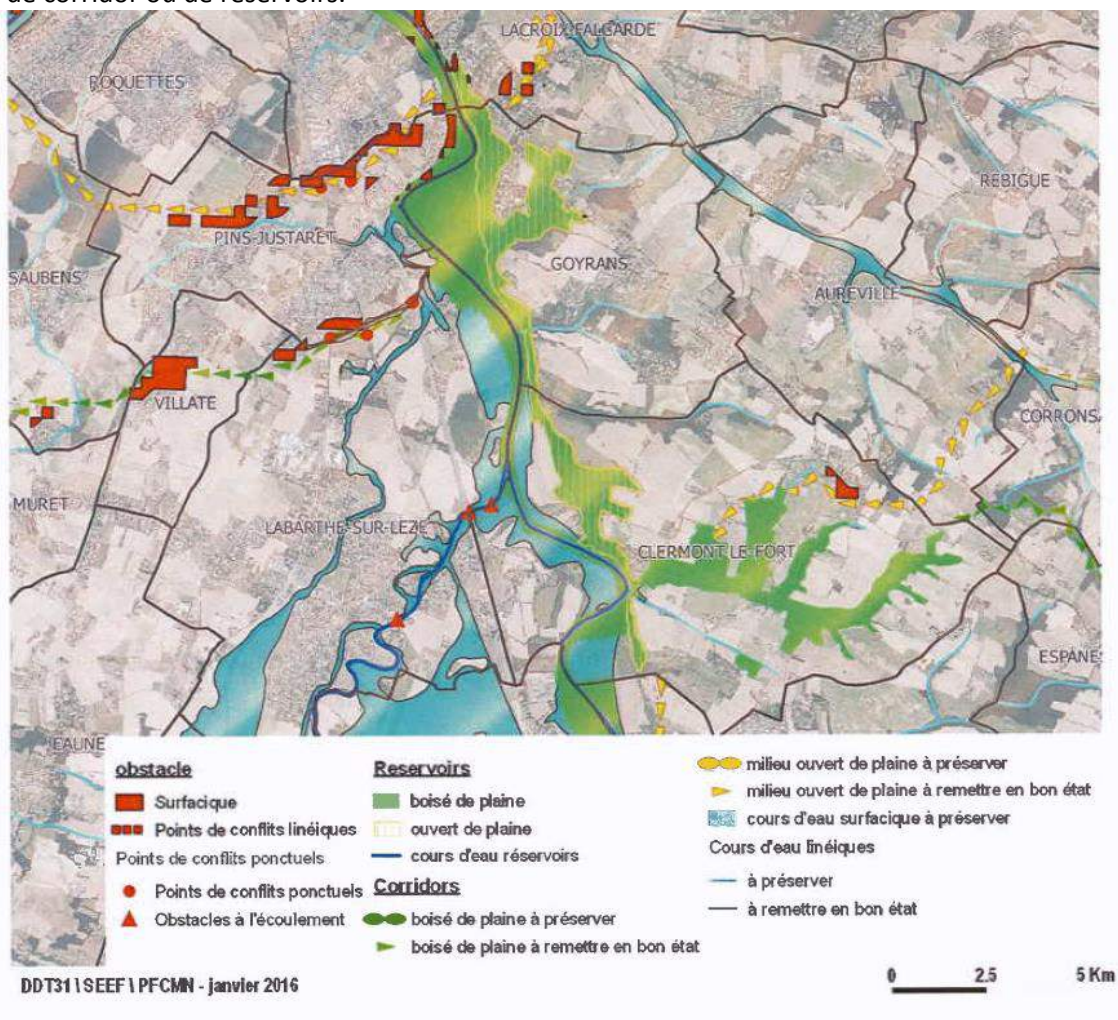 de corridor ou de réservoirs.
LACROIX-FALGARDE
ROQUETTES
REBIGUE
PINS-JUSTARET
GOYRANS
SAUBENS
AUREVILLE
VILLATE
CORRONS
MURET
LABARTHE-SUR-LEZE
CLERMONT-LE-FORT
ESPANE
EAUNE
obstacle
Surfacique
Points de conflits linéiques
Points de conflits ponctuels
Points de conflits ponctuels
Obstacles à l'écoulement
Reservoirs
boisé de plaine
ouvert de plaine
cours d'eau réservoirs
Corridors
boisé de plaine à préserver
boisé de plaine à remettre en bon état
milieu ouvert de plaine à préserver
milieu ouvert de plaine à remettre en bon état
cours d'eau surfacique à préserver
Cours d'eau linéiques
à préserver
à remettre en bon état
DDT31 \ SEEF \ PFCMN - janvier 2016
0 2.5 5 Km